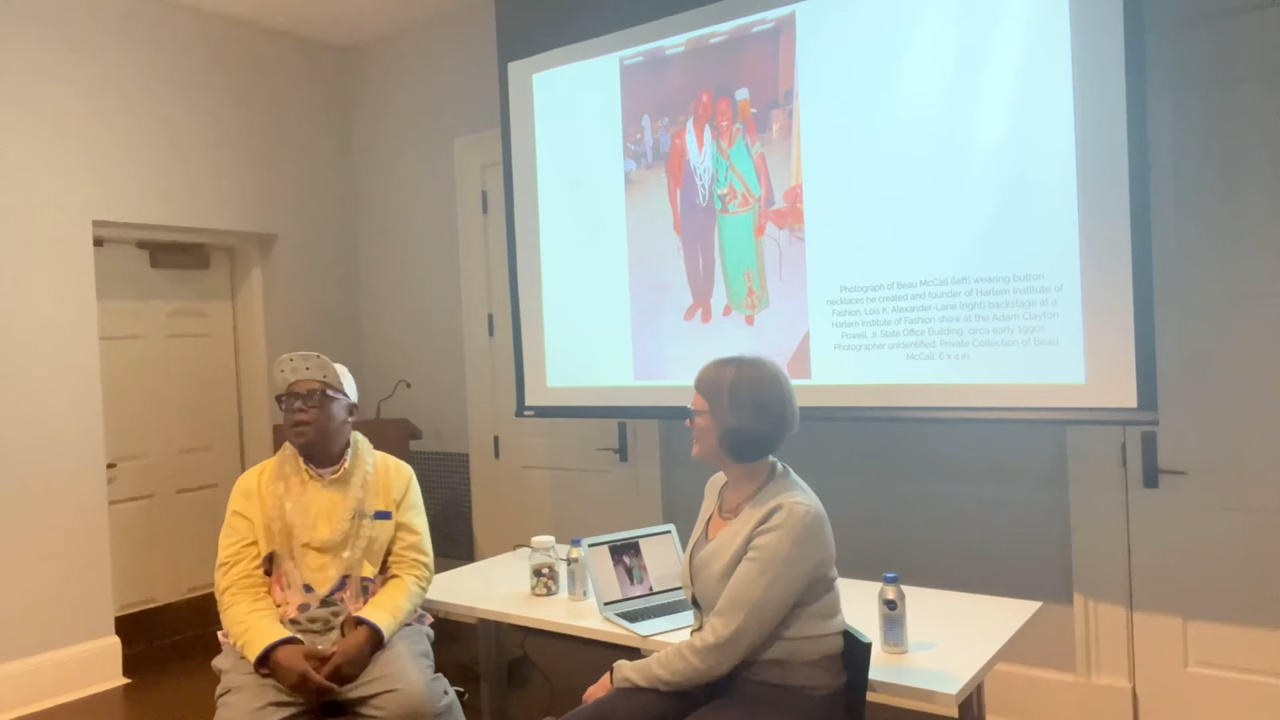 Photograph of Beau McCall (left) wearing button
necklaces he created and founder of Harlem Institute of
Fashion, Lois K. Alexander-Lane (right) backstage at a
Harlem Institute of Fashion show at the Adam Clayton
Powell, Jr. State Office Building, circa early 1990s.
Photographer unidentified. Private Collection of Beau
McCall. 6 x 4 in.